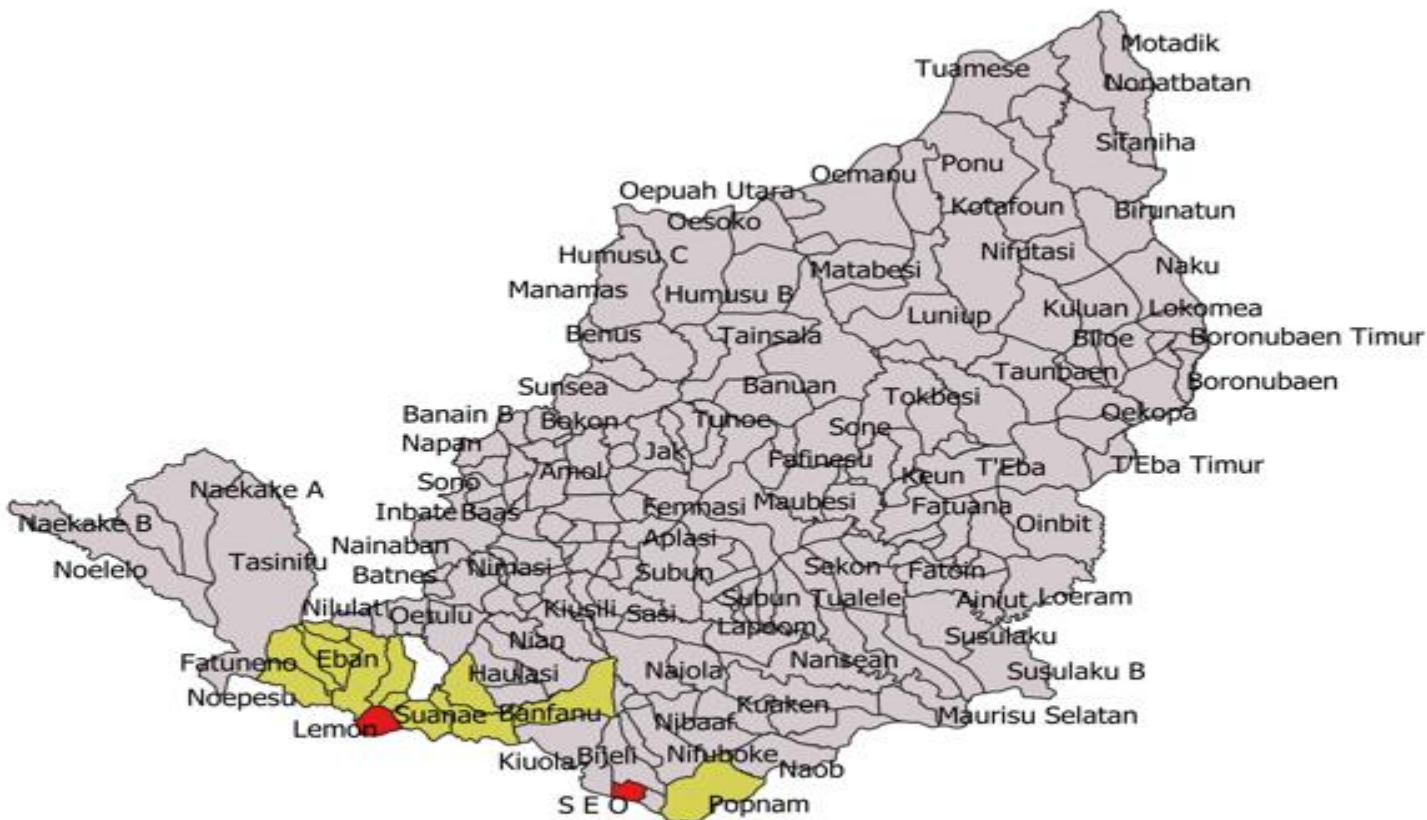 Motadik
Tuamese
Nonatbatan
Sifaniha
Ponu
Oemanu
Oepuah Utara
Kotafoun
Birunatun
Oesoko
Nifutasi
Humusu C
Naku
Matabesi
Manamas
Humusu B
Kuluan
Lokomea
Luniup
Benus
Tainsala
Biloe
Boronubaen Timur
Taunbaen
Boronubaen
Sunsea
Banuan
Tokbesi
Banain B
Bokon
Tunoe
Oekopa
Sone
Napan
Jak
Fafinesu
T'Eba Timur
Amol
Keun
T'Eba
Sono
Naekake A
Maubesi
Femnasi
Fatuana
Inbate
Baas
Naekake B
Oinbit
Aplasi
Nainaban
Tasinifu
Noelelo
Batnes
Nimasi
Subun
Sekon
Fatoin
Subun Tualele
Ainiut
Loeram
Nilulat
Oetulu
Kiusili
Sasi
Lapoom
Nian
Susulaku
Fatuneno
Eban
Haulasi
Najola
Nansean
Susulaku B
Noepesu
Kuaken
Lemon
Suanae
Banfanu
Nibaaf
Maurisu Selatan
Kiuola
Bijeli
Nifuboke
Naob
S E O
Popnam